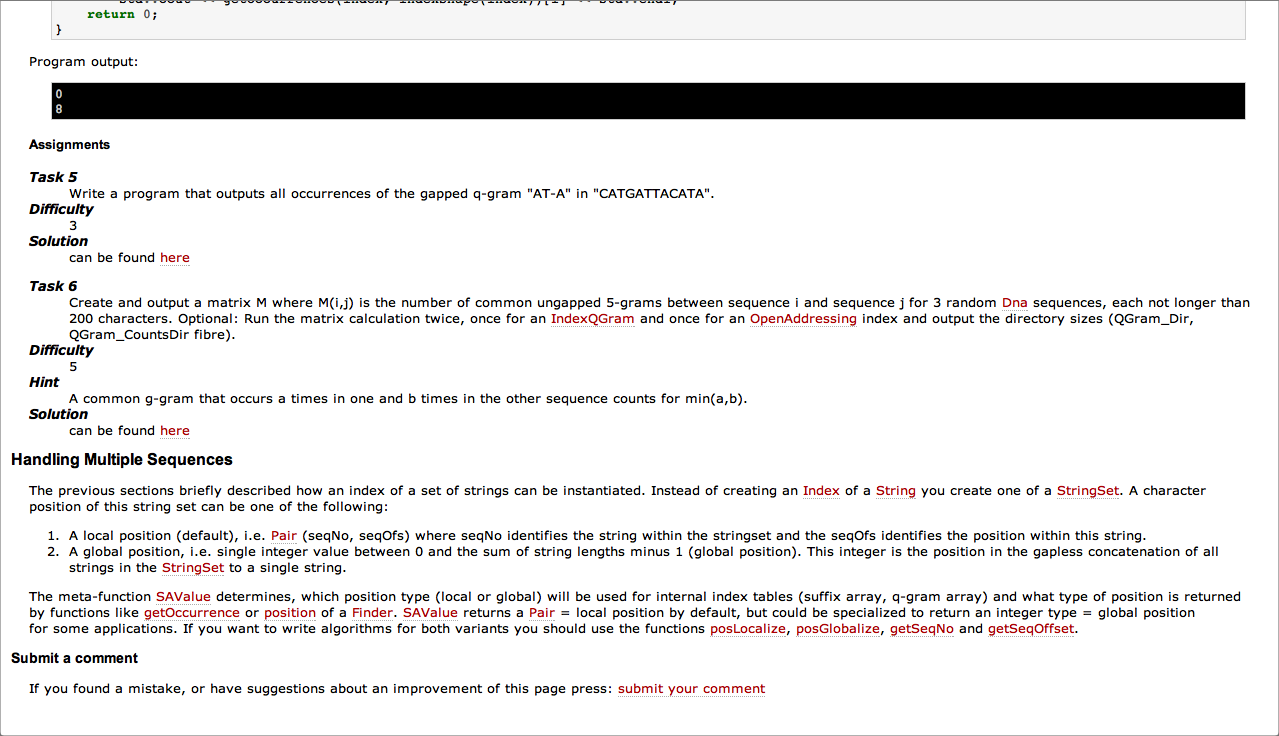 return 0;
}
Program output:
0
8
Assignments
Task 5
Write a program that outputs all occurrences of the gapped q-gram "AT-A" in "CATGATTACATA".
Difficulty
3
Solution
can be found here
Task 6
Create and output a matrix M where M(i,j) is the number of common ungapped 5-grams between sequence i and sequence j for 3 random Dna sequences, each not longer than
200 characters. Optional: Run the matrix calculation twice, once for an IndexQGram and once for an OpenAddressing index and output the directory sizes (QGram_Dir,
QGram_CountsDir fibre).
Difficulty
5
Hint
A common g-gram that occurs a times in one and b times in the other sequence counts for min(a,b).
Solution
can be found here
Handling Multiple Sequences
The previous sections briefly described how an index of a set of strings can be instantiated. Instead of creating an Index of a String you create one of a StringSet. A character
position of this string set can be one of the following:
1. A local position (default), i.e. Pair (seqNo, seqOfs) where seqNo identifies the string within the stringset and the seqOfs identifies the position within this string.
2. A global position, i.e. single integer value between 0 and the sum of string lengths minus 1 (global position). This integer is the position in the gapless concatenation of all
strings in the StringSet to a single string.
The meta-function SAValue determines, which position type (local or global) will be used for internal index tables (suffix array, q-gram array) and what type of position is returned
by functions like getOccurrence or position of a Finder. SAValue returns a Pair = local position by default, but could be specialized to return an integer type = global position
for some applications. If you want to write algorithms for both variants you should use the functions posLocalize, posGlobalize, getSeqNo and getSeqOffset.
Submit a comment
If you found a mistake, or have suggestions about an improvement of this page press: submit your comment